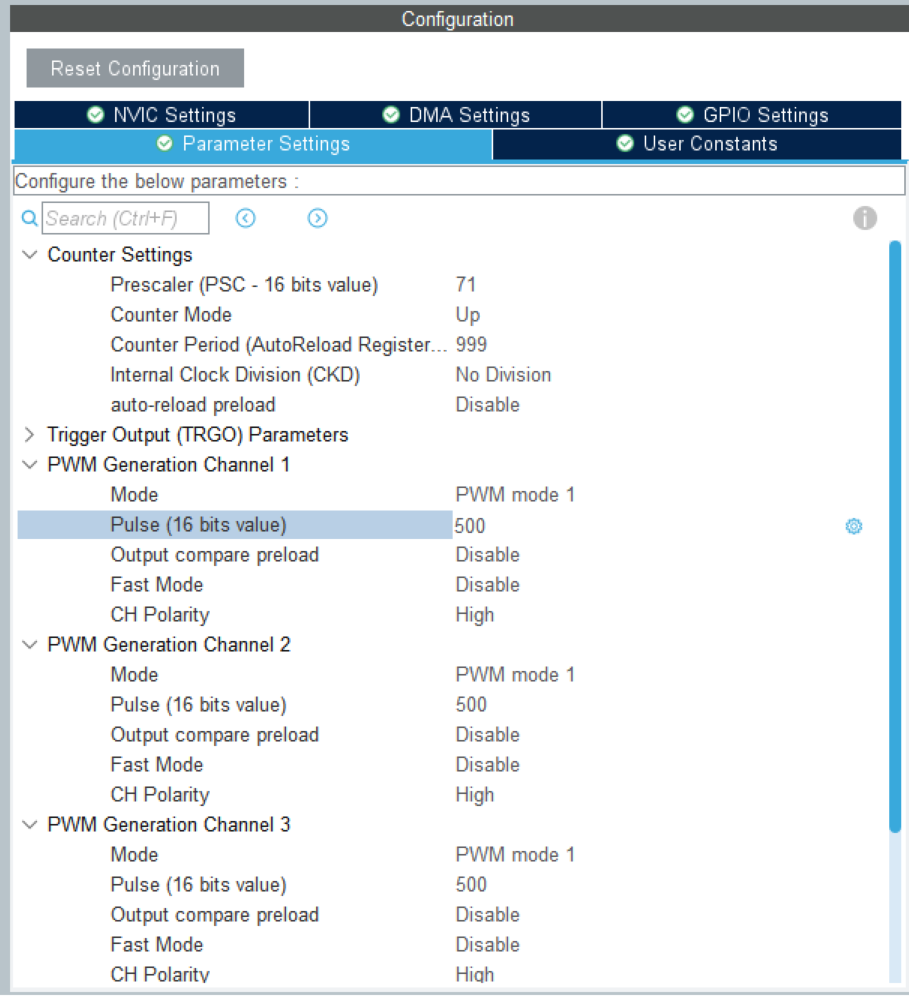 Configuration
Reset Configuration
NVIC Settings DMA Settings GPIO Settings
Parameter Settings User Constants
Configure the below parameters :
Search (Ctrl+F)
Counter Settings
Prescaler (PSC - 16 bits value) 71
Counter Mode Up
Counter Period (AutoReload Register... 999
Internal Clock Division (CKD) No Division
auto-reload preload Disable
Trigger Output (TRGO) Parameters
PWM Generation Channel 1
Mode PWM mode 1
Pulse (16 bits value) 500
Output compare preload Disable
Fast Mode Disable
CH Polarity High
PWM Generation Channel 2
Mode PWM mode 1
Pulse (16 bits value) 500
Output compare preload Disable
Fast Mode Disable
CH Polarity High
PWM Generation Channel 3
Mode PWM mode 1
Pulse (16 bits value) 500
Output compare preload Disable
Fast Mode Disable
CH Polarity High